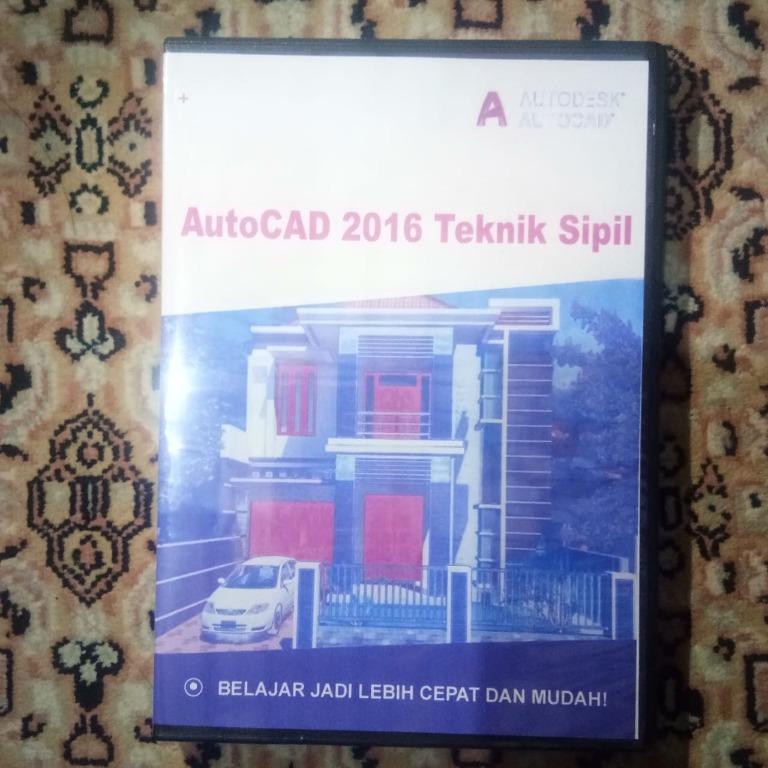 AUTODESK®
AUTOCAD®
AutoCAD 2016 Teknik Sipil
BELAJAR JADI LEBIH CEPAT DAN MUDAH!